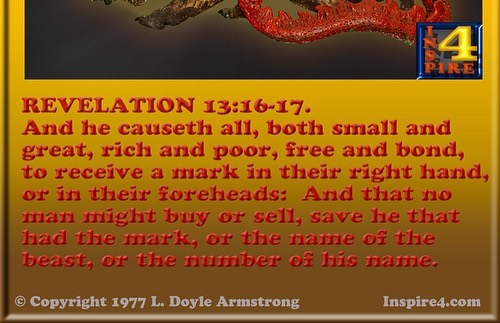 INSPIRE 4
REVELATION 13:16-17.
And he causeth all, both small and
great, rich and poor, free and bond,
to receive a mark in their right hand,
or in their foreheads:  And that no
man might buy or sell, save he that
had the mark, or the name of the
beast, or the number of his name.
© Copyright 1977 L. Doyle Armstrong
Inspire4.com